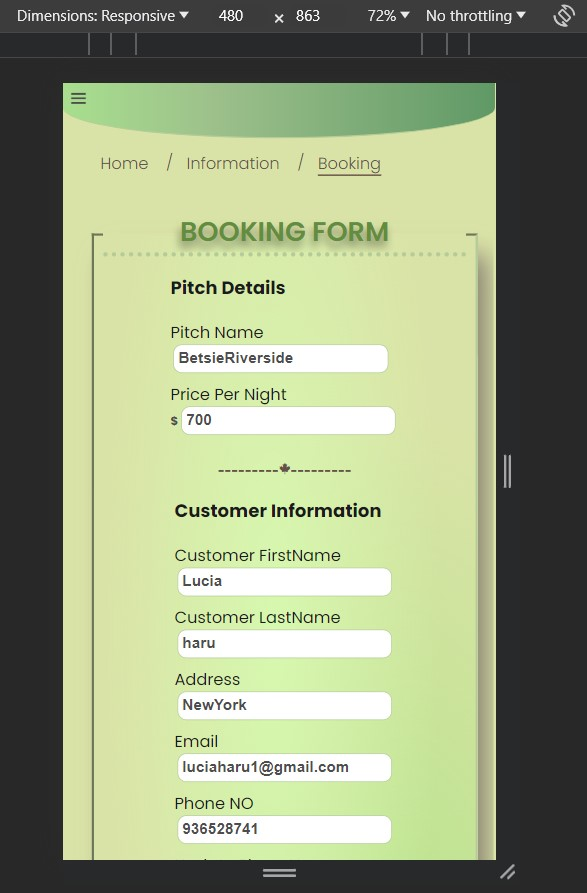 Dimensions: Responsive 480 × 863 72% No throttling
Home / Information / Booking
BOOKING FORM
Pitch Details
Pitch Name
BetsieRiverside
Price Per Night
$ 700
Customer Information
Customer FirstName
Lucia
Customer LastName
haru
Address
NewYork
Email
luciaharu1@gmail.com
Phone NO
936528741